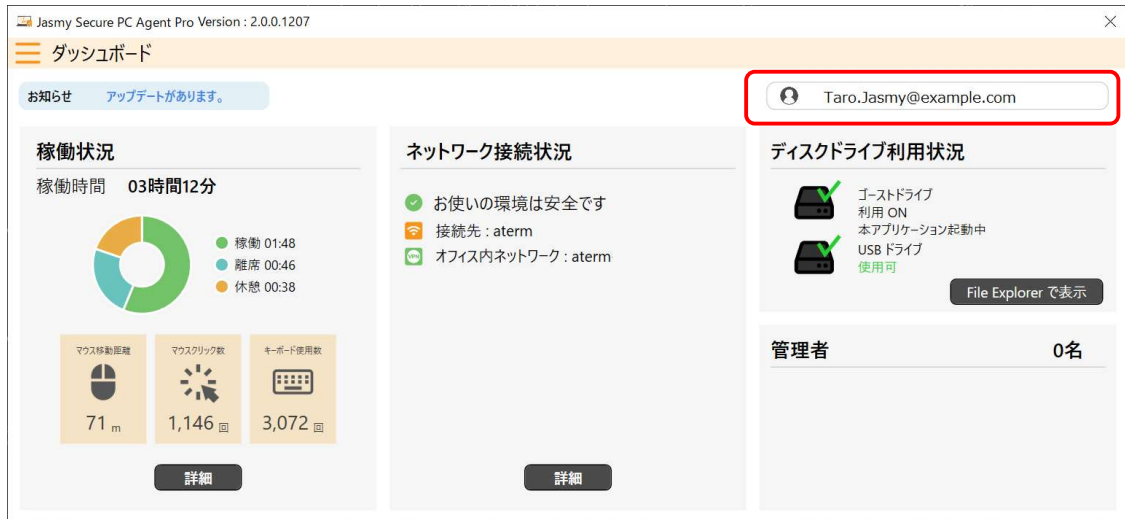 Jasmy Secure PC Agent Pro Version : 2.0.0.1207
ダッシュボード
お知らせ アップデートがあります。
Taro.Jasmy@example.com
稼働状況
稼働時間 03時間12分
稼働 01:48
離席 00:46
休憩 00:38
マウス移動距離
71 m
マウスクリック数
1,146 回
キーボード使用数
3,072 回
詳細
ネットワーク接続状況
お使いの環境は安全です
接続先 : aterm
VPN オフィス内ネットワーク : aterm
詳細
ディスクドライブ利用状況
ゴーストドライブ
利用 ON
本アプリケーション起動中
USB ドライブ
使用可
File Explorer で表示
管理者 0名